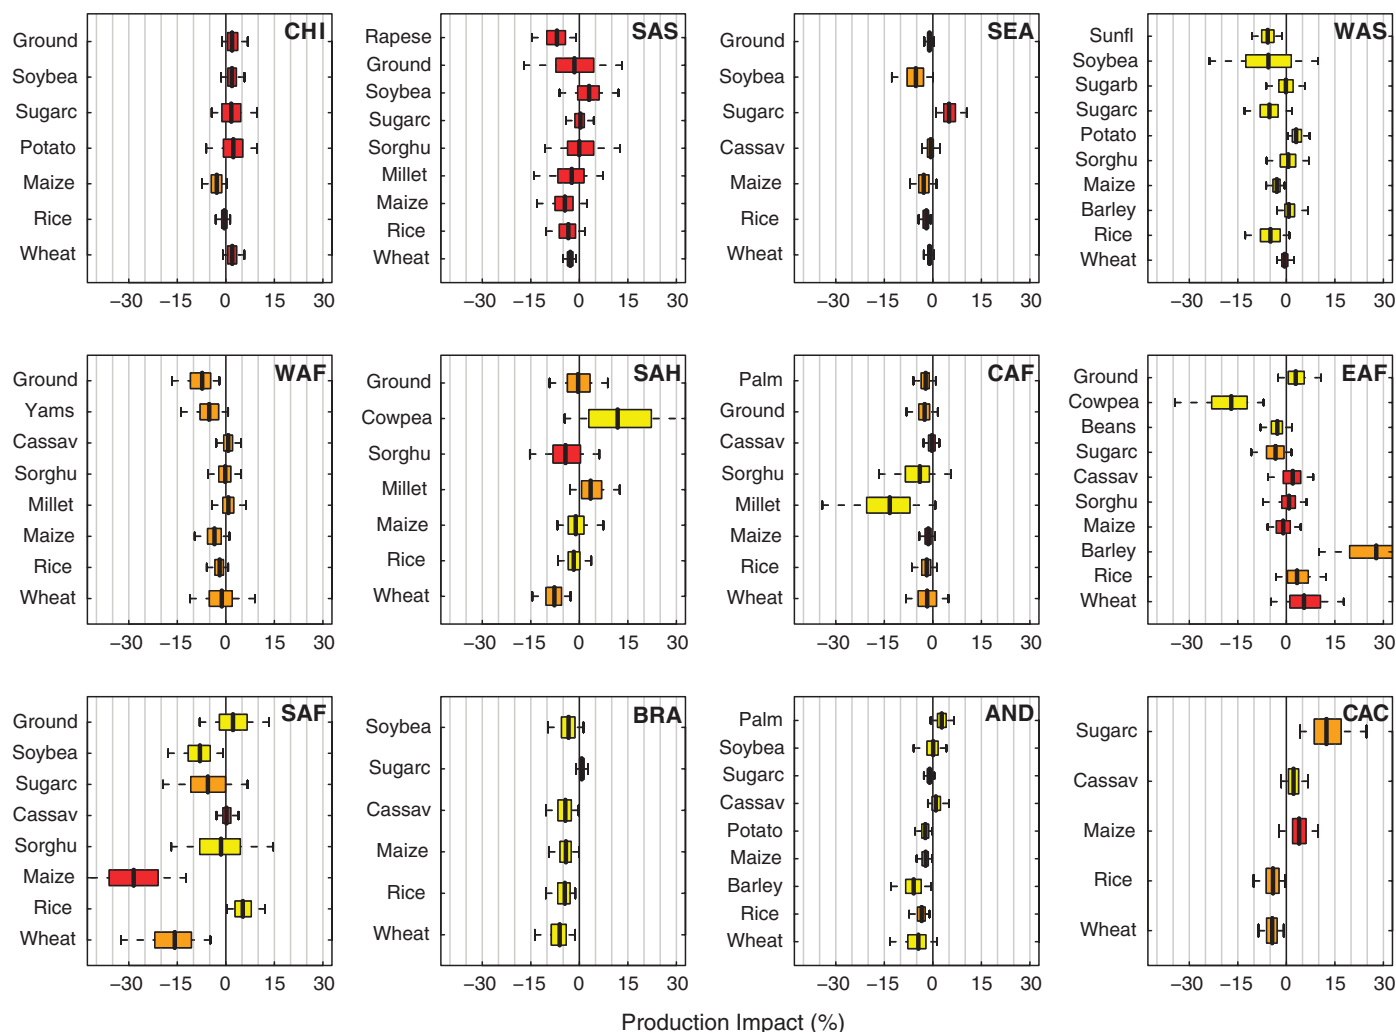 CHI
Ground
Soybea
Sugarc
Potato
Maize
Rice
Wheat
−30 −15 0 15 30
SAS
Rapese
Ground
Soybea
Sugarc
Sorghu
Millet
Maize
Rice
Wheat
−30 −15 0 15 30
SEA
Ground
Soybea
Sugarc
Cassav
Maize
Rice
Wheat
−30 −15 0 15 30
WAS
Sunfl
Soybea
Sugarb
Sugarc
Potato
Sorghu
Maize
Barley
Rice
Wheat
−30 −15 0 15 30
WAF
Ground
Yams
Cassav
Sorghu
Millet
Maize
Rice
Wheat
−30 −15 0 15 30
SAH
Ground
Cowpea
Sorghu
Millet
Maize
Rice
Wheat
−30 −15 0 15 30
CAF
Palm
Ground
Cassav
Sorghu
Millet
Maize
Rice
Wheat
−30 −15 0 15 30
EAF
Ground
Cowpea
Beans
Sugarc
Cassav
Sorghu
Maize
Barley
Rice
Wheat
−30 −15 0 15 30
SAF
Ground
Soybea
Sugarc
Cassav
Sorghu
Maize
Rice
Wheat
−30 −15 0 15 30
BRA
Soybea
Sugarc
Cassav
Maize
Rice
Wheat
−30 −15 0 15 30
AND
Palm
Soybea
Sugarc
Cassav
Potato
Maize
Barley
Rice
Wheat
−30 −15 0 15 30
CAC
Sugarc
Cassav
Maize
Rice
Wheat
−30 −15 0 15 30
Production Impact (%)